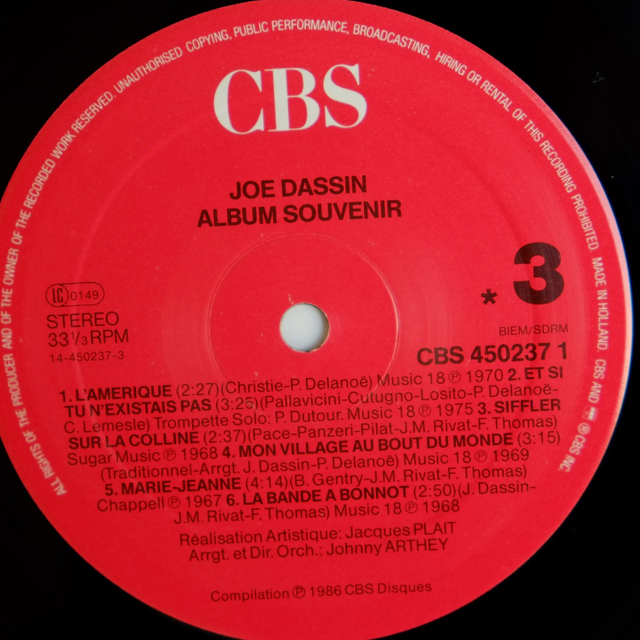 ALL RIGHTS OF THE PRODUCER AND OF THE OWNER OF THE RECORDED WORK RESERVED. UNAUTHORISED COPYING, PUBLIC PERFORMANCE, BROADCASTING, HIRING OR RENTAL OF THIS RECORDING PROHIBITED. MADE IN HOLLAND. CBS AND ® CBS INC.
CBS
JOE DASSIN
ALBUM SOUVENIR
* 3
LC 0149
STEREO
33⅓ RPM
14-450237-3
BIEM/SDRM
CBS 450237 1
1. L'AMERIQUE (2:27)(Christie-P. Delanoë) Music 18 ℗ 1970 2. ET SI
TU N'EXISTAIS PAS (3:26)(Pallavicini-Cutugno-Losito-P. Delanoë-
C. Lemesle) Trompette Solo: P. Dutour. Music 18 ℗ 1975 3. SIFFLER
SUR LA COLLINE (2:37)(Pace-Panzeri-Pilat-J.M. Rivat-F. Thomas)
Sugar Music ℗ 1968 4. MON VILLAGE AU BOUT DU MONDE (3:15)
(Traditionnel-Arrgt. J. Dassin-P. Delanoë) Music 18 ℗ 1969
5. MARIE-JEANNE (4:14)(B. Gentry-J.M. Rivat-F. Thomas)
Chappell ℗ 1967 6. LA BANDE A BONNOT (2:50)(J. Dassin-
J.M. Rivat-F. Thomas) Music 18 ℗ 1968
Réalisation Artistique: Jacques PLAIT
Arrgt. et Dir. Orch.: Johnny ARTHEY
Compilation ℗ 1986 CBS Disques